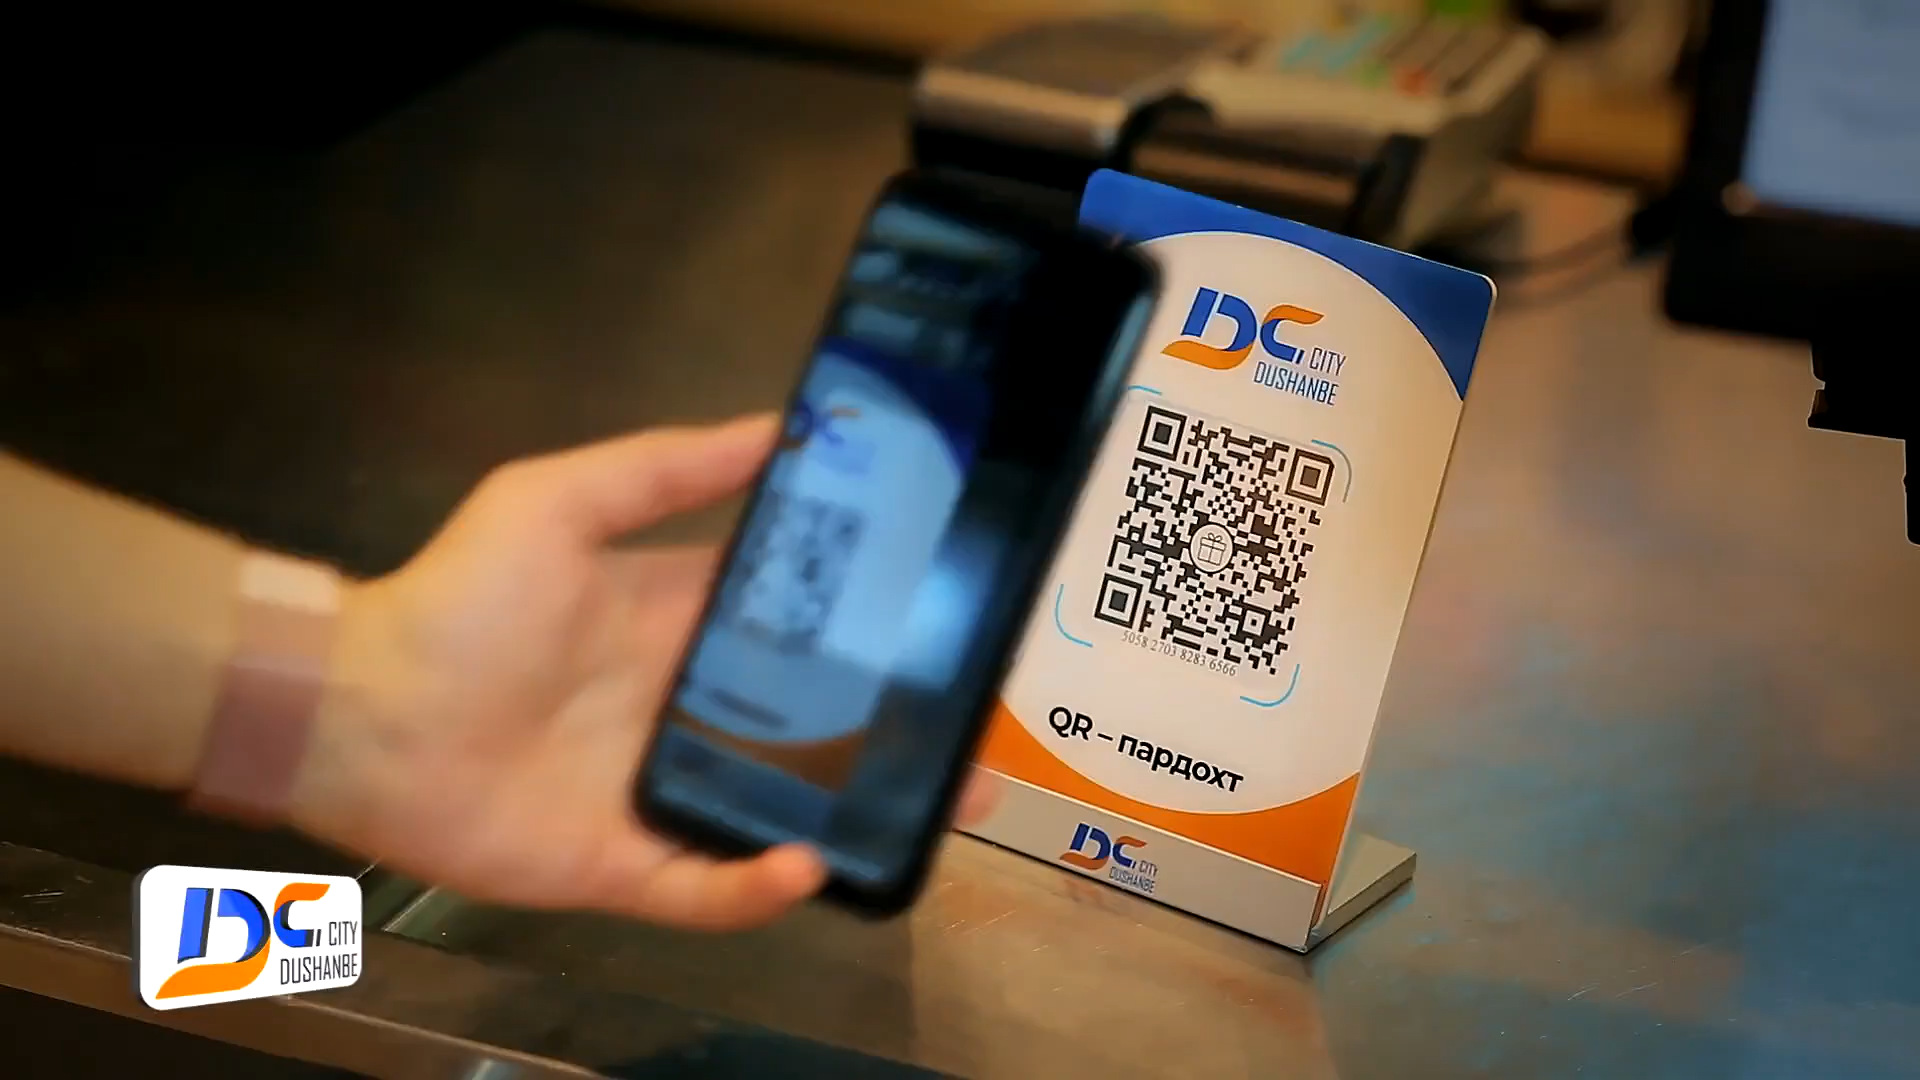 DC CITY
DUSHANBE
5058 2703 8283 6566
QR – пардохт
DC CITY
DUSHANBE
DC CITY
DUSHANBE